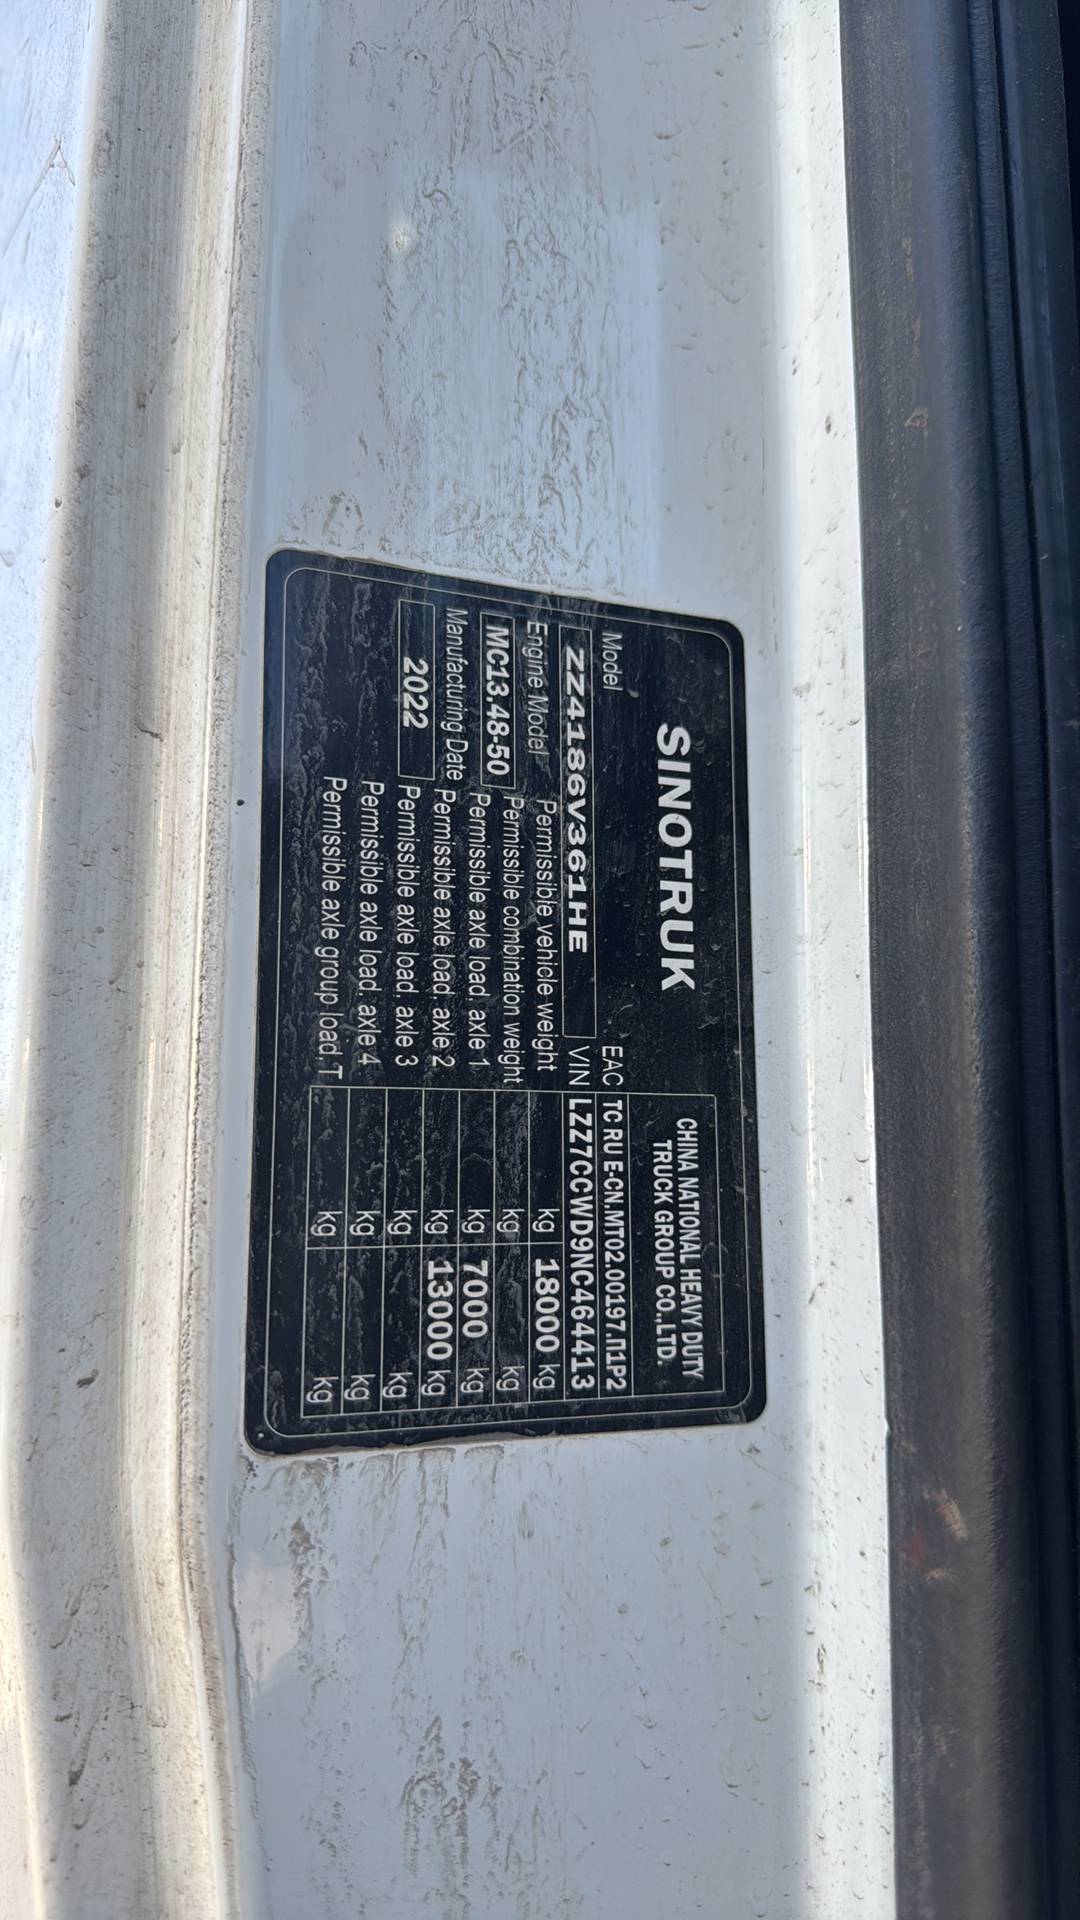 SINOTRUK
CHINA NATIONAL HEAVY DUTY
TRUCK GROUP CO.,LTD.
Model
EAC TC RU E-CN.MT02.00197.П1P2
ZZ4186V361HE
VIN LZZ7CCWD9NC464413
Engine Model
Permissible vehicle weight kg 18000 kg
MC13.48-50
Permissible combination weight kg kg
Permissible axle load, axle 1 kg 7000 kg
Manufacturing Date
Permissible axle load, axle 2 kg 13000 kg
2022
Permissible axle load, axle 3 kg kg
Permissible axle load, axle 4 kg kg
Permissible axle group load, T kg kg